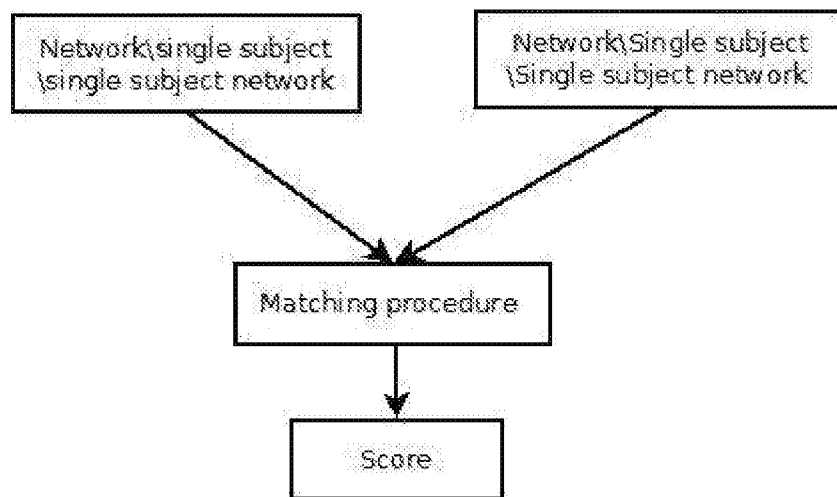 Network\single subject
\single subject network
Network\Single subject
\Single subject network
Matching procedure
Score